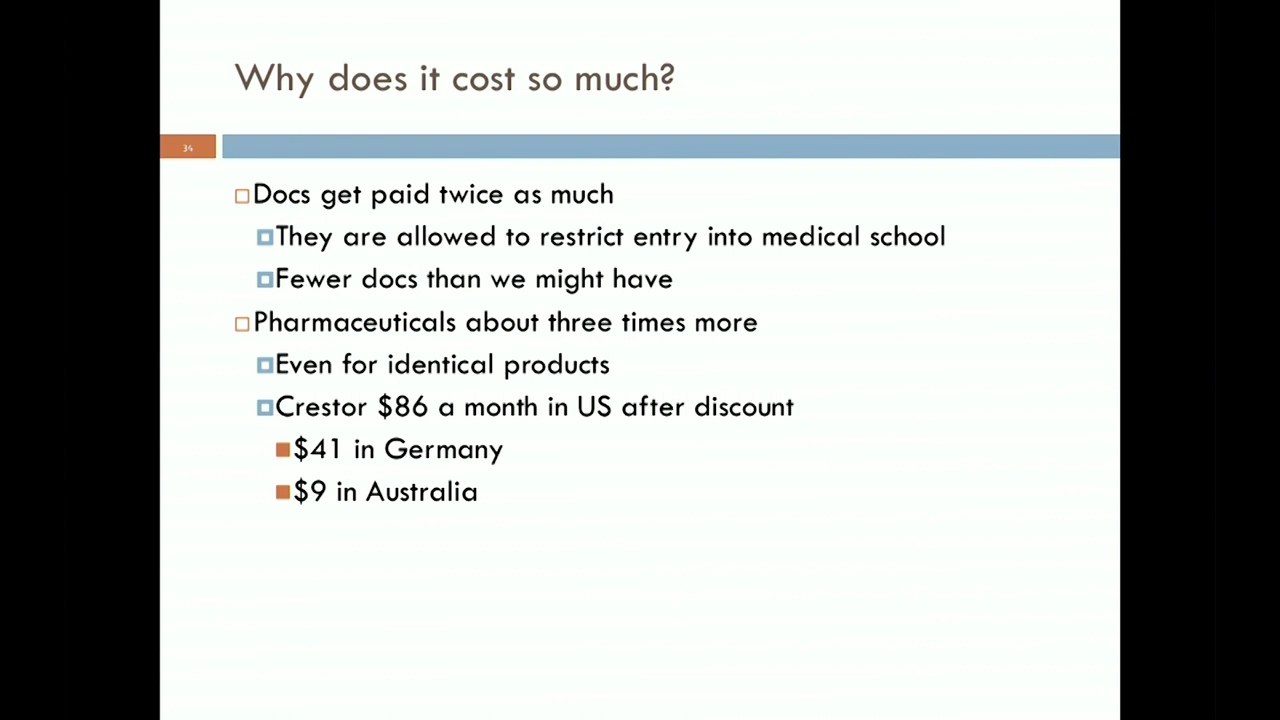 Why does it cost so much?
34
Docs get paid twice as much
They are allowed to restrict entry into medical school
Fewer docs than we might have
Pharmaceuticals about three times more
Even for identical products
Crestor $86 a month in US after discount
$41 in Germany
$9 in Australia